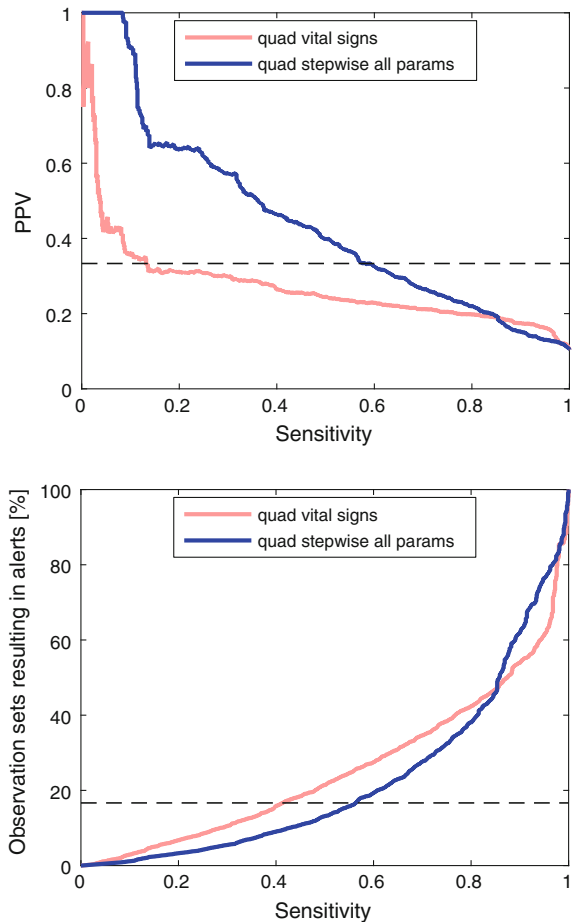 1
quad vital signs
quad stepwise all params
0.8
0.6
PPV
0.4
0.2
0
0 0.2 0.4 0.6 0.8 1
Sensitivity
100
quad vital signs
quad stepwise all params
80
60
Observation sets resulting in alerts [%]
40
20
0
0 0.2 0.4 0.6 0.8 1
Sensitivity